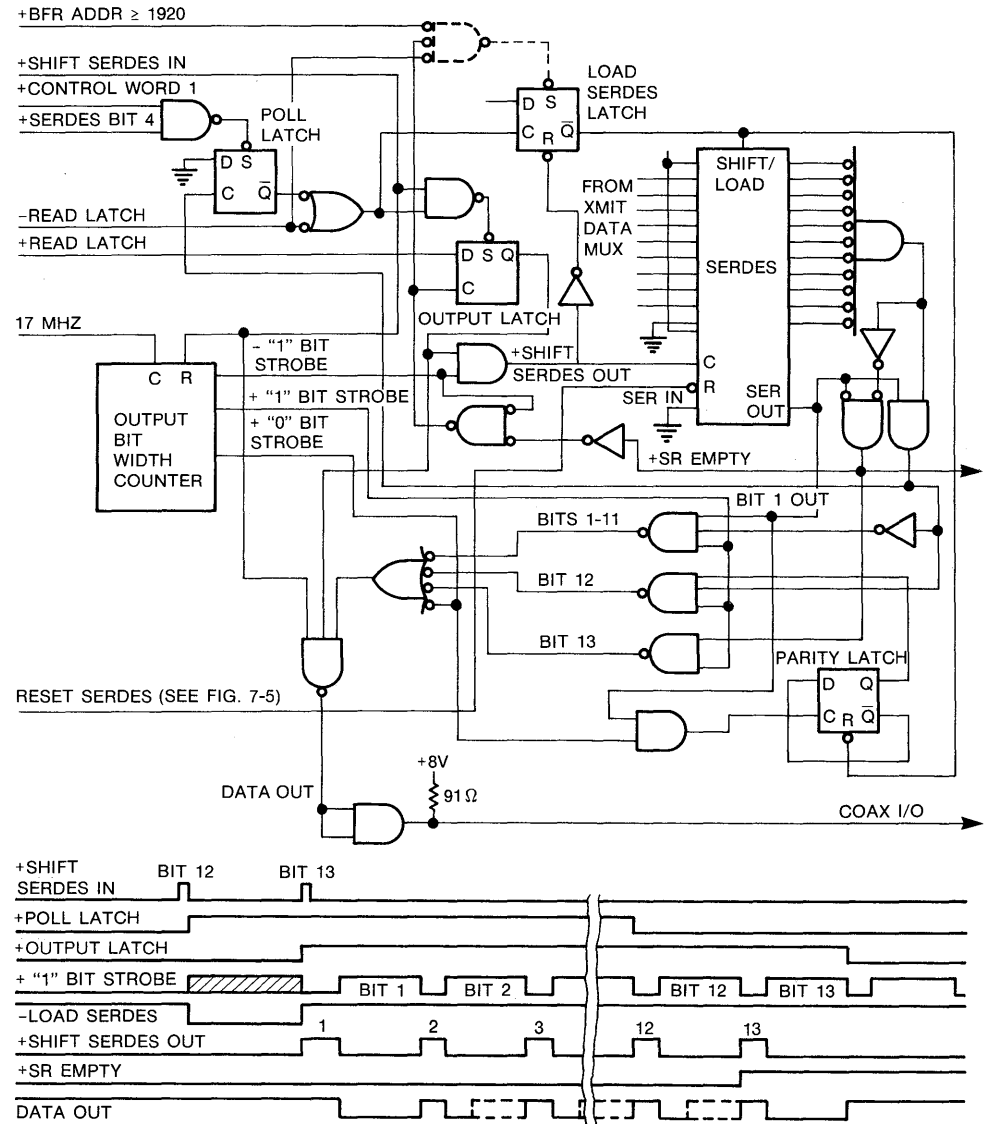 +BFR ADDR ≥ 1920
+SHIFT SERDES IN
+CONTROL WORD 1
+SERDES BIT 4
POLL
LATCH
D S
C Q̅
LOAD
SERDES
LATCH
D S
C R Q̅
-READ LATCH
+READ LATCH
D S Q
C
OUTPUT LATCH
FROM
XMIT
DATA
MUX
SHIFT/
LOAD
SERDES
C
R
SER IN
SER
OUT
17 MHZ
C R
OUTPUT
BIT
WIDTH
COUNTER
- "1" BIT
STROBE
+ "1" BIT STROBE
+ "0" BIT
STROBE
+SHIFT
SERDES OUT
+SR EMPTY
BIT 1 OUT
BITS 1-11
BIT 12
BIT 13
PARITY LATCH
D Q
C R Q̅
RESET SERDES (SEE FIG. 7-5)
+8V
91Ω
DATA OUT
COAX I/O
+SHIFT
SERDES IN
BIT 12
BIT 13
+POLL LATCH
+OUTPUT LATCH
+ "1" BIT STROBE
BIT 1
BIT 2
BIT 12
BIT 13
-LOAD SERDES
+SHIFT SERDES OUT
1 2 3 12 13
+SR EMPTY
DATA OUT